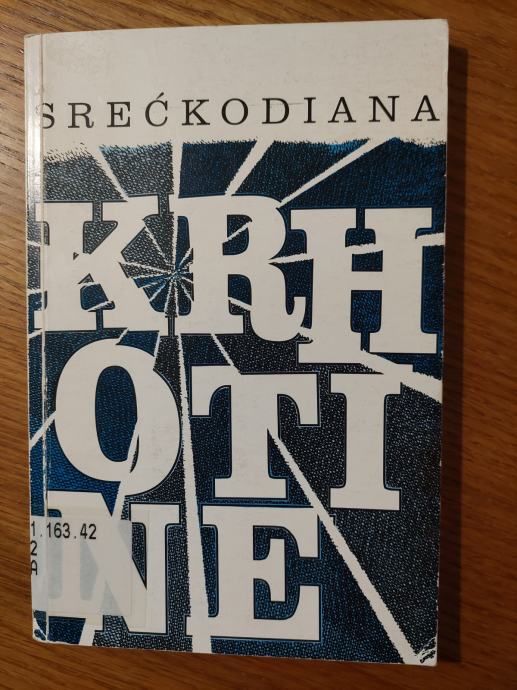 SREĆKODIANA
KRH
OTI
NE
1.163.42
2
A